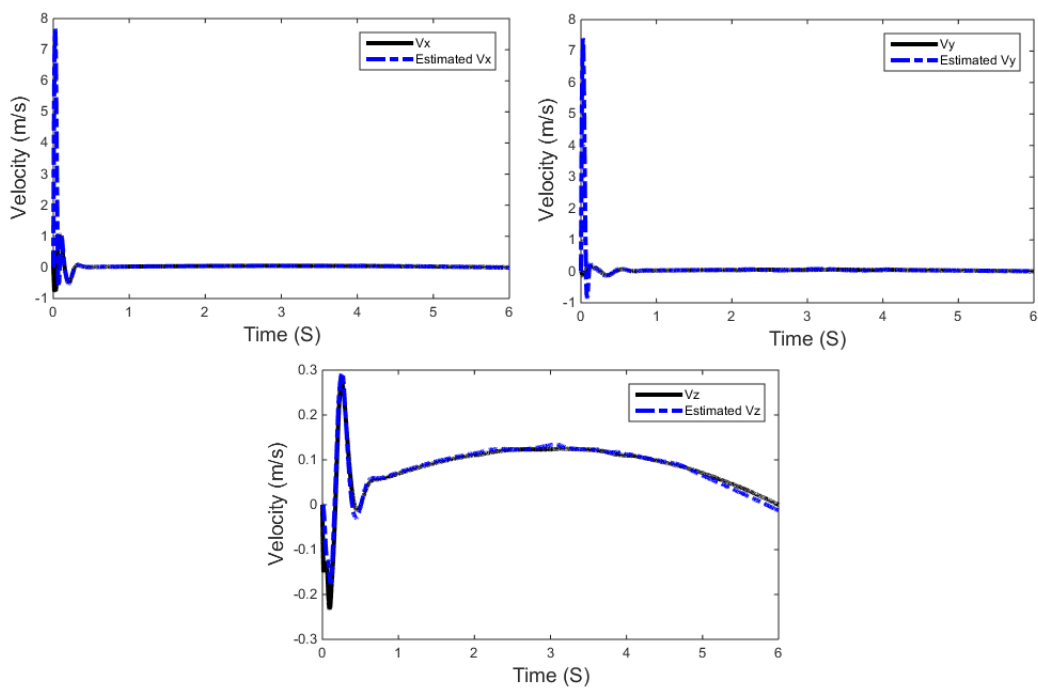 8
7
6
5
4
3
2
1
0
-1
Velocity (m/s)
Vx
Estimated Vx
0 1 2 3 4 5 6
Time (S)
8
7
6
5
4
3
2
1
0
-1
Velocity (m/s)
Vy
Estimated Vy
0 1 2 3 4 5 6
Time (S)
0.3
0.2
0.1
0
-0.1
-0.2
-0.3
Velocity (m/s)
Vz
Estimated Vz
0 1 2 3 4 5 6
Time (S)